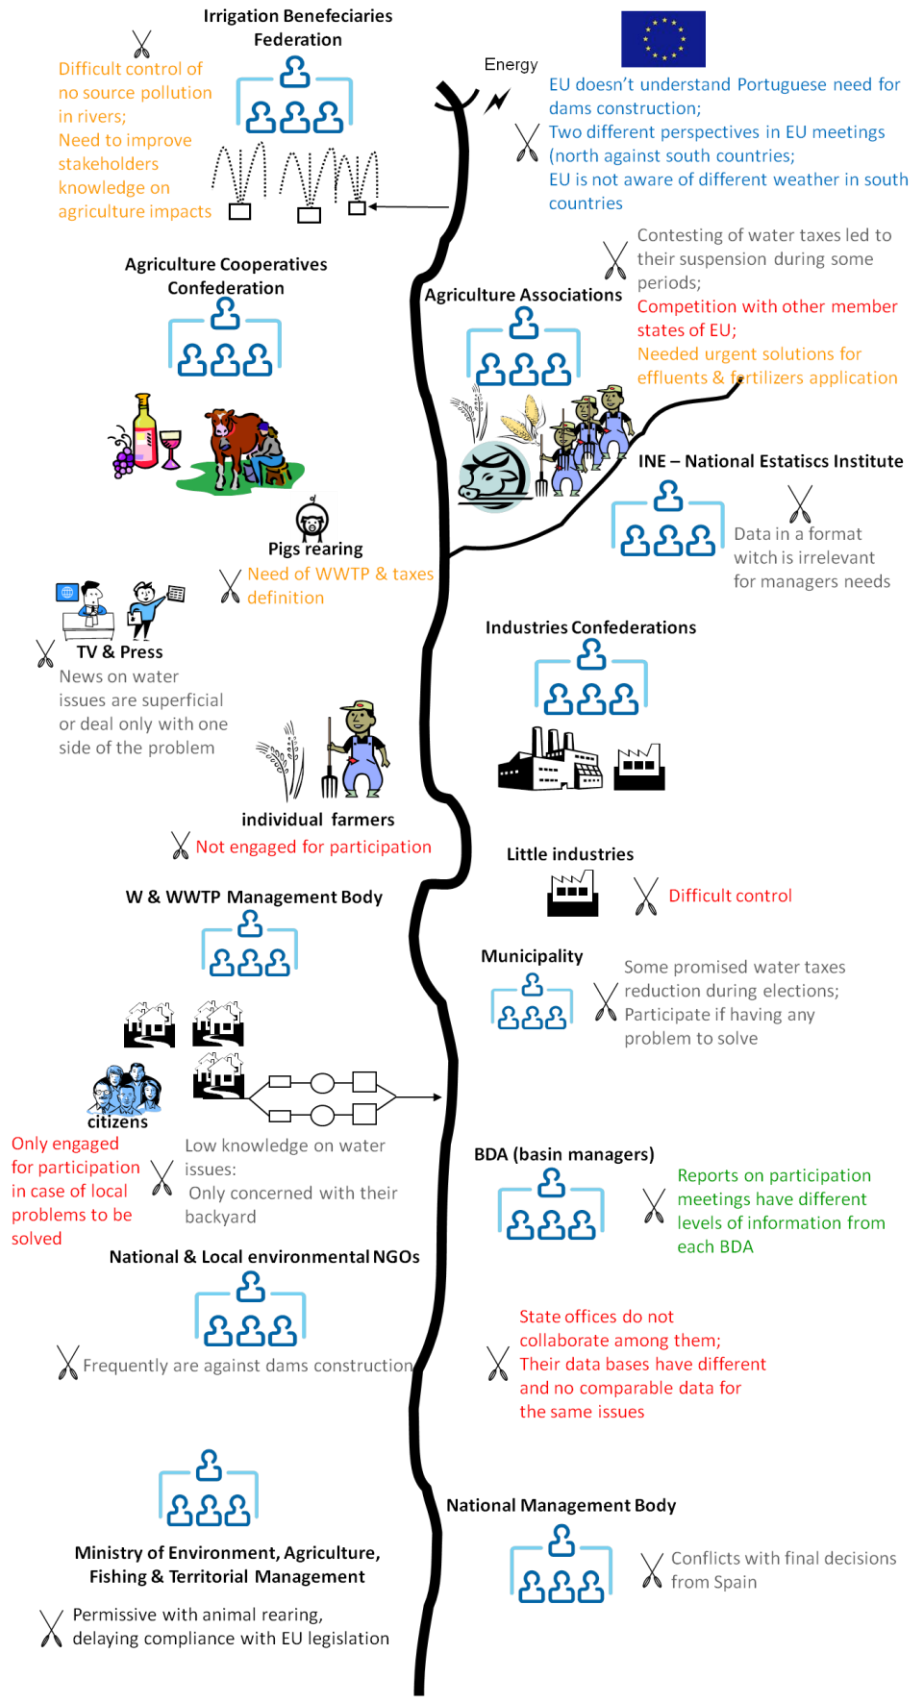 Irrigation Benefeciaries
Federation
Difficult control of
no source pollution
in rivers;
Need to improve
stakeholders
knowledge on
agriculture impacts
Energy
EU doesn't understand Portuguese need for
dams construction;
Two different perspectives in EU meetings
(north against south countries;
EU is not aware of different weather in south
countries
Contesting of water taxes led to
their suspension during some
periods;
Competition with other member
states of EU;
Needed urgent solutions for
effluents & fertilizers application
Agriculture Cooperatives
Confederation
Agriculture Associations
INE – National Estatiscs Institute
Data in a format
witch is irrelevant
for managers needs
Pigs rearing
Need of WWTP & taxes
definition
TV & Press
News on water
issues are superficial
or deal only with one
side of the problem
Industries Confederations
individual farmers
Not engaged for participation
Little industries
Difficult control
W & WWTP Management Body
Municipality
Some promised water taxes
reduction during elections;
Participate if having any
problem to solve
citizens
Only engaged
for participation
in case of local
problems to be
solved
Low knowledge on water
issues:
Only concerned with their
backyard
BDA (basin managers)
Reports on participation
meetings have different
levels of information from
each BDA
National & Local environmental NGOs
Frequently are against dams construction
State offices do not
collaborate among them;
Their data bases have different
and no comparable data for
the same issues
Ministry of Environment, Agriculture,
Fishing & Territorial Management
Permissive with animal rearing,
delaying compliance with EU legislation
National Management Body
Conflicts with final decisions
from Spain